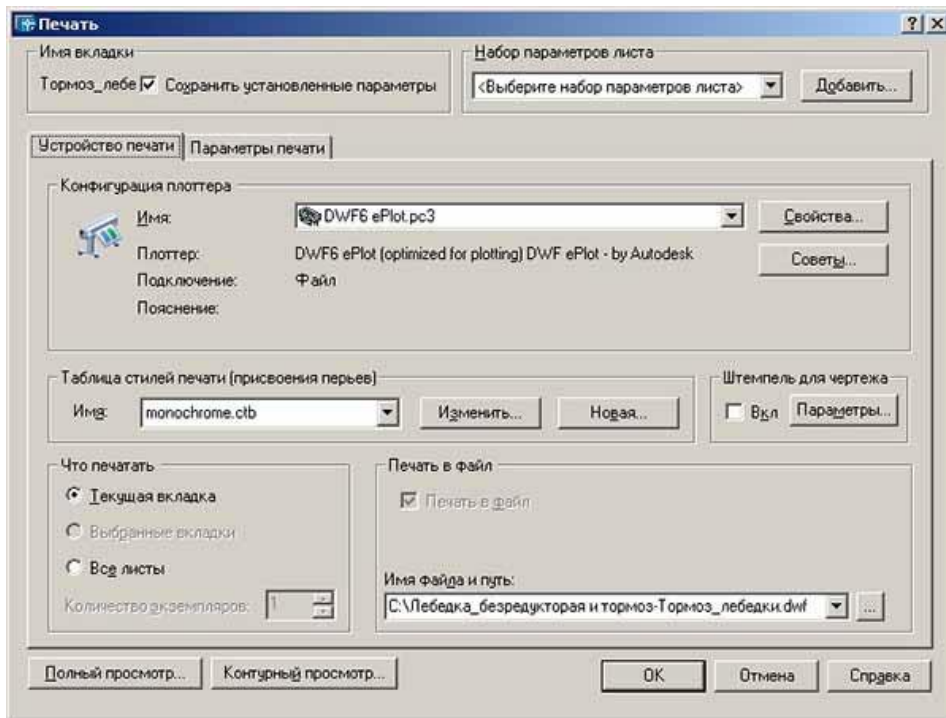 Печать
Имя вкладки
Тормоз_лебе Сохранить установленные параметры
Набор параметров листа
<Выберите набор параметров листа> Добавить...
Устройство печати Параметры печати
Конфигурация плоттера
Имя: DWF6 ePlot.pc3 Свойства...
Плоттер: DWF6 ePlot (optimized for plotting) DWF ePlot - by Autodesk Советы...
Подключение: Файл
Пояснение:
Таблица стилей печати (присвоения перьев)
Имя: monochrome.ctb Изменить... Новая...
Штемпель для чертежа
Вкл Параметры...
Что печатать
Текущая вкладка
Выбранные вкладки
Все листы
Количество экземпляров: 1
Печать в файл
Печать в файл
Имя файла и путь:
C:\Лебедка_безредукторая и тормоз-Тормоз_лебедки.dwf ...
Полный просмотр... Контурный просмотр... OK Отмена Справка